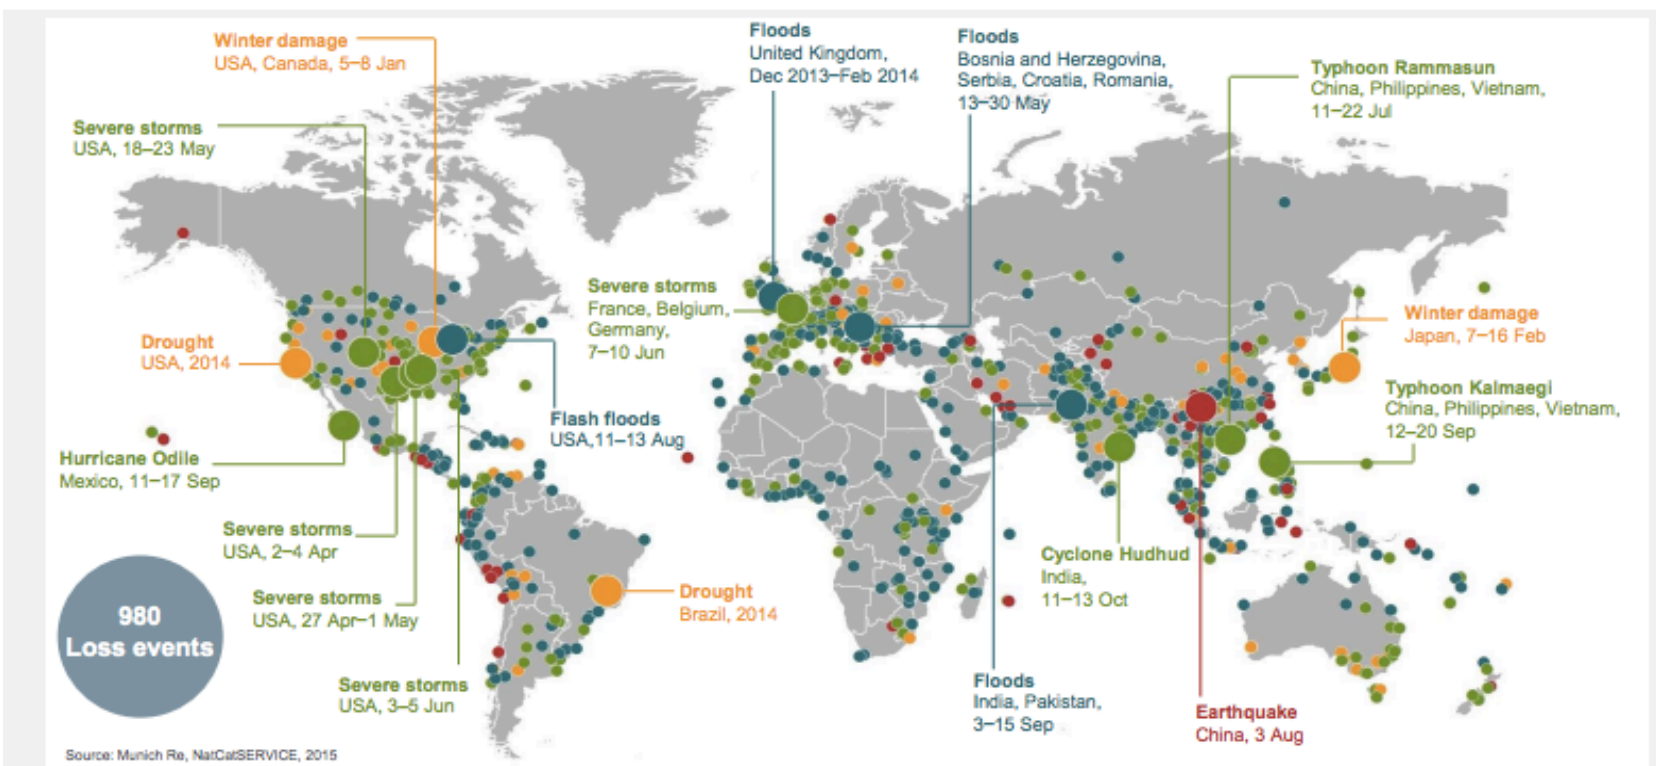 Winter damage
USA, Canada, 5–8 Jan
Floods
United Kingdom,
Dec 2013–Feb 2014
Floods
Bosnia and Herzegovina,
Serbia, Croatia, Romania,
13–30 May
Typhoon Rammasun
China, Philippines, Vietnam,
11–22 Jul
Severe storms
USA, 18–23 May
Severe storms
France, Belgium,
Germany,
7–10 Jun
Winter damage
Japan, 7–16 Feb
Drought
USA, 2014
Typhoon Kalmaegi
China, Philippines, Vietnam,
12–20 Sep
Flash floods
USA,11–13 Aug
Hurricane Odile
Mexico, 11–17 Sep
Severe storms
USA, 2–4 Apr
Cyclone Hudhud
India,
11–13 Oct
Severe storms
USA, 27 Apr–1 May
Drought
Brazil, 2014
980
Loss events
Severe storms
USA, 3–5 Jun
Floods
India, Pakistan,
3–15 Sep
Earthquake
China, 3 Aug
Source: Munich Re, NatCatSERVICE, 2015